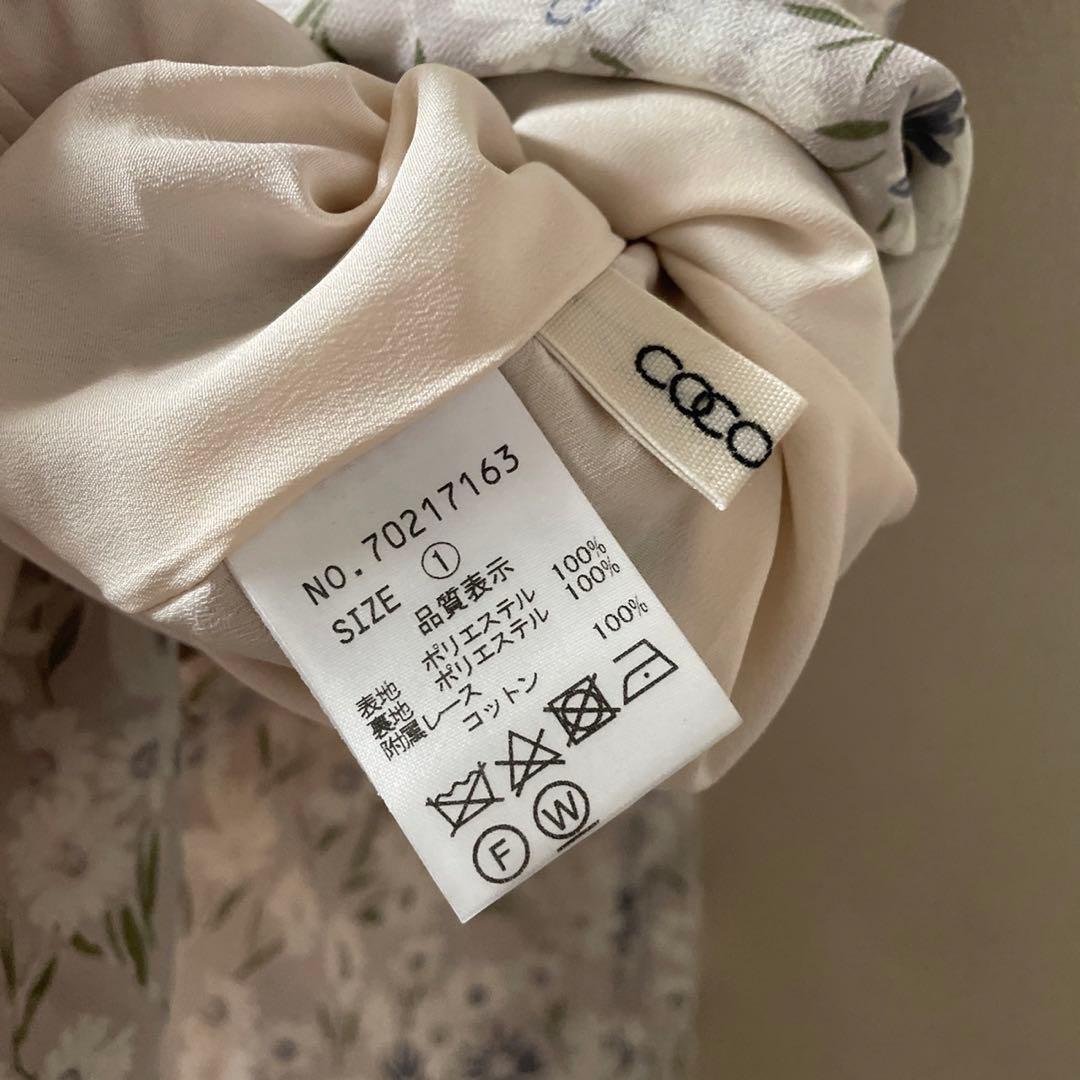 COCO
NO.70217163
SIZE ①
品質表示
表地 ポリエステル 100%
裏地 ポリエステル 100%
附属レース コットン 100%
F W